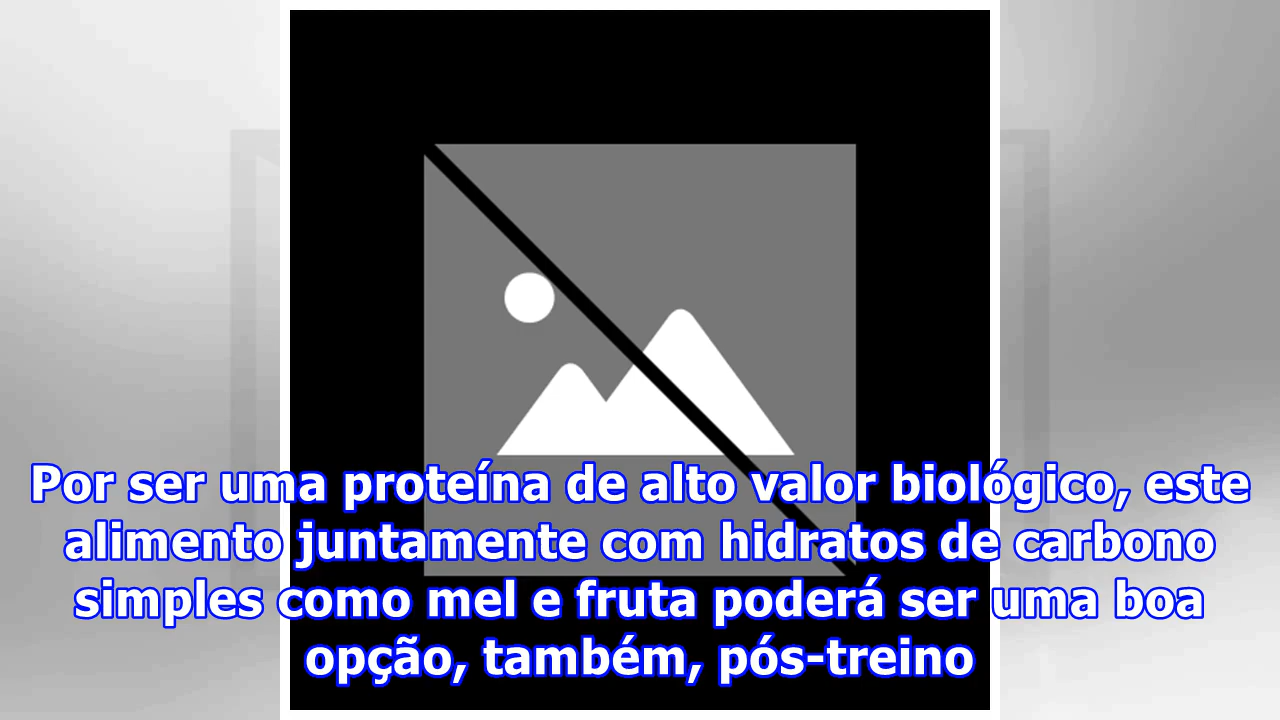 Por ser uma proteína de alto valor biológico, este
alimento juntamente com hidratos de carbono
simples como mel e fruta poderá ser uma boa
opção, também, pós-treino